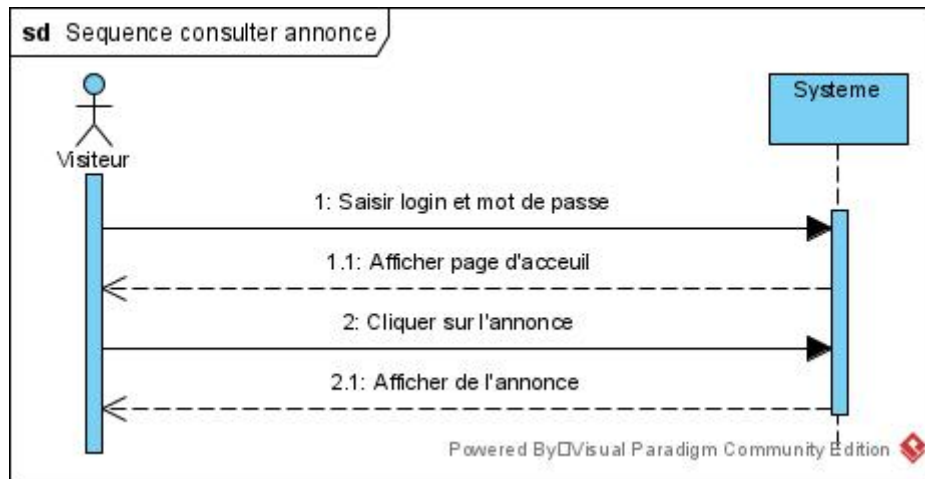 sd Sequence consulter annonce
Systeme
Visiteur
1: Saisir login et mot de passe
1.1: Afficher page d'acceuil
2: Cliquer sur l'annonce
2.1: Afficher de l'annonce
Powered By□Visual Paradigm Community Edition